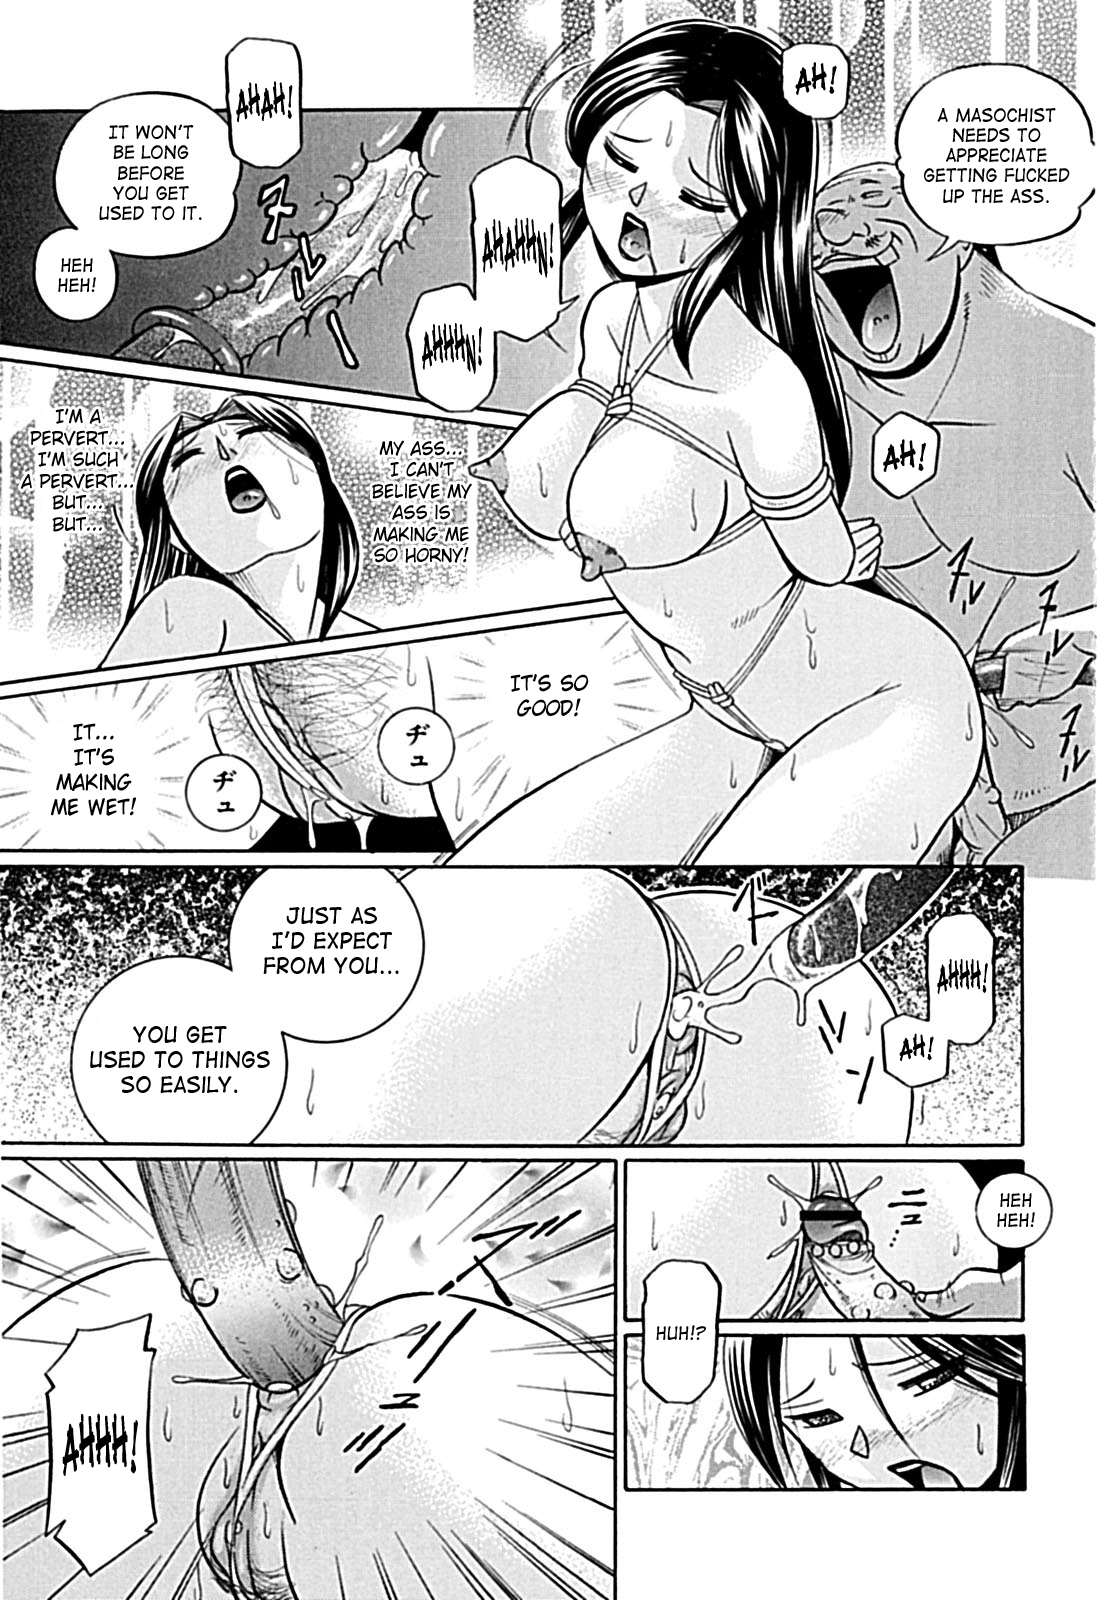 A MASOCHIST
NEEDS TO
APPRECIATE
GETTING FUCKED
UP THE ASS.
AH!
AHAHHN!
AHHHN!
AH!
AHAH!
IT WON'T
BE LONG
BEFORE
YOU GET
USED TO IT.
HEH
HEH!
MY ASS...
I CAN'T
BELIEVE MY
ASS IS
MAKING ME
SO HORNY!
I'M A
PERVERT...
I'M SUCH
A PERVERT...
BUT...
BUT...
IT'S SO
GOOD!
ヂュ
ヂュ
IT...
IT'S
MAKING
ME WET!
AHHH!
AH!
JUST AS
I'D EXPECT
FROM YOU...
YOU GET
USED TO THINGS
SO EASILY.
HEH
HEH!
HUH!?
AHHH!